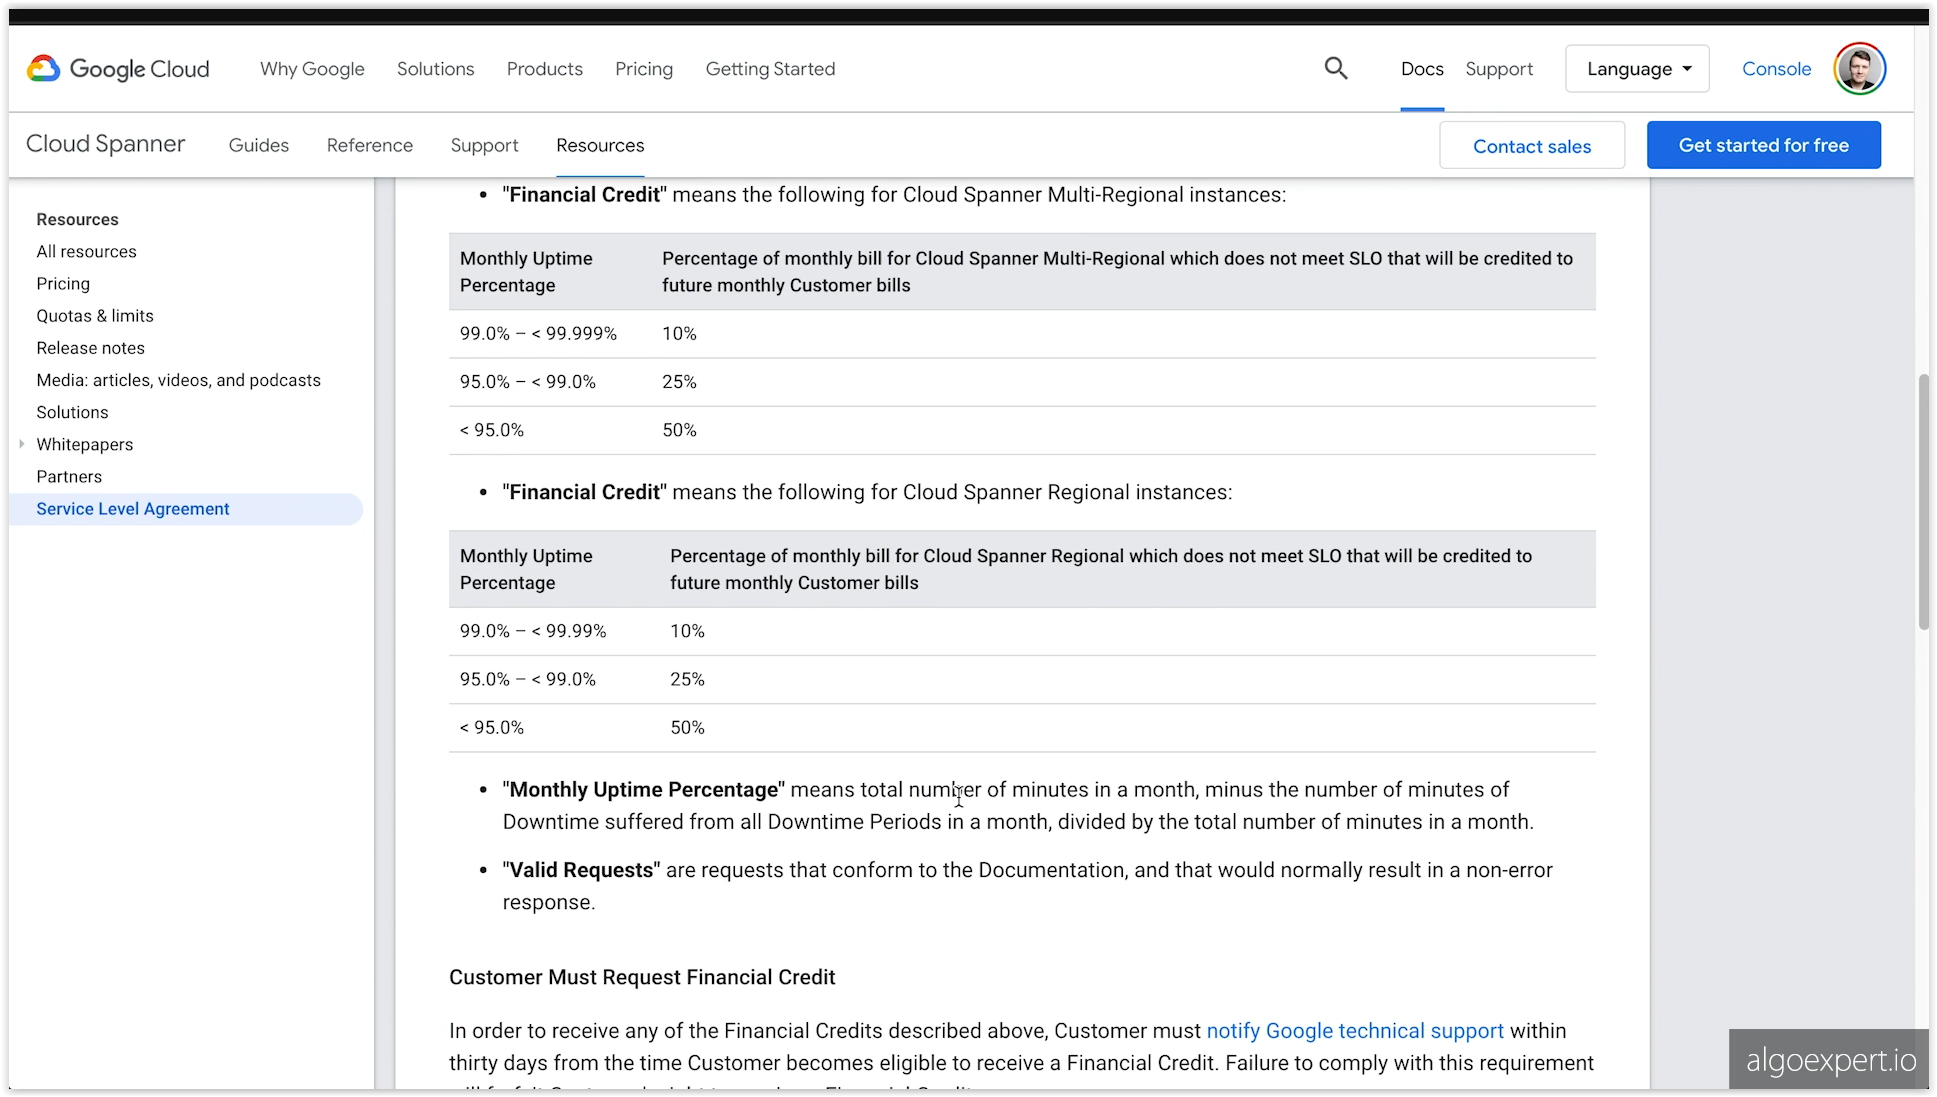 Google Cloud Why Google Solutions Products Pricing Getting Started Docs Support Language Console
Cloud Spanner Guides Reference Support Resources Contact sales Get started for free
Resources
All resources
Pricing
Quotas & limits
Release notes
Media: articles, videos, and podcasts
Solutions
Whitepapers
Partners
Service Level Agreement
• "Financial Credit" means the following for Cloud Spanner Multi-Regional instances:
Monthly Uptime Percentage
Percentage of monthly bill for Cloud Spanner Multi-Regional which does not meet SLO that will be credited to
future monthly Customer bills
99.0% – < 99.999% 10%
95.0% – < 99.0% 25%
< 95.0% 50%
• "Financial Credit" means the following for Cloud Spanner Regional instances:
Monthly Uptime Percentage
Percentage of monthly bill for Cloud Spanner Regional which does not meet SLO that will be credited to
future monthly Customer bills
99.0% – < 99.99% 10%
95.0% – < 99.0% 25%
< 95.0% 50%
• "Monthly Uptime Percentage" means total number of minutes in a month, minus the number of minutes of
Downtime suffered from all Downtime Periods in a month, divided by the total number of minutes in a month.
• "Valid Requests" are requests that conform to the Documentation, and that would normally result in a non-error
response.
Customer Must Request Financial Credit
In order to receive any of the Financial Credits described above, Customer must notify Google technical support within
thirty days from the time Customer becomes eligible to receive a Financial Credit. Failure to comply with this requirement
algoexpert.io